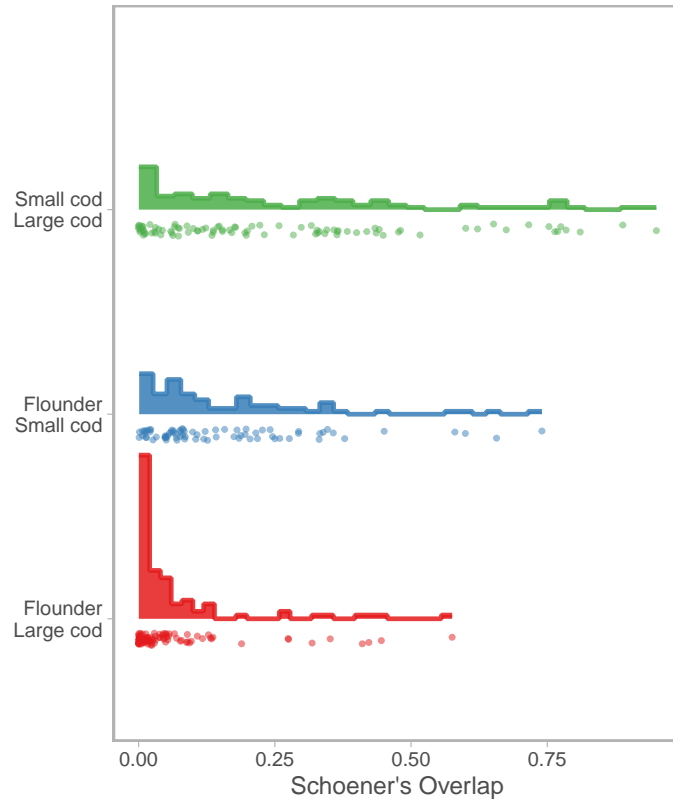 Small cod
Large cod
Flounder
Small cod
Flounder
Large cod
0.00 0.25 0.50 0.75
Schoener's Overlap